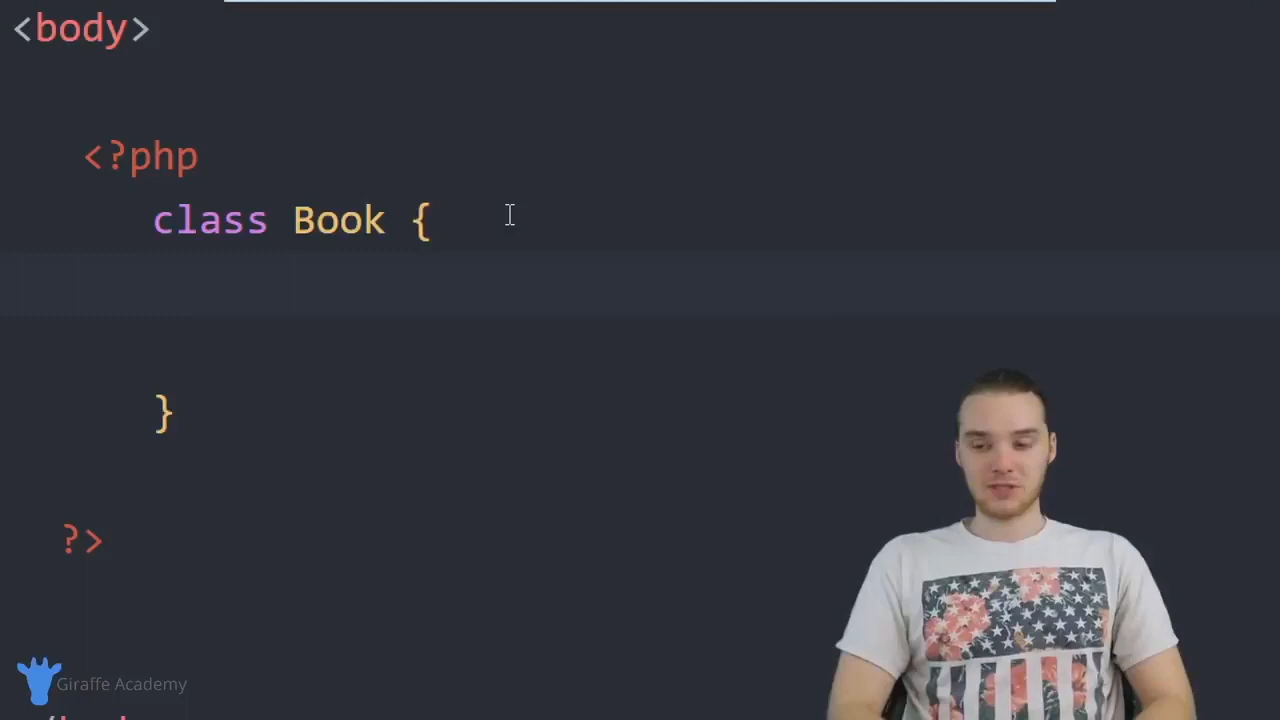 <body>
<?php
class Book {
}
?>
Giraffe Academy